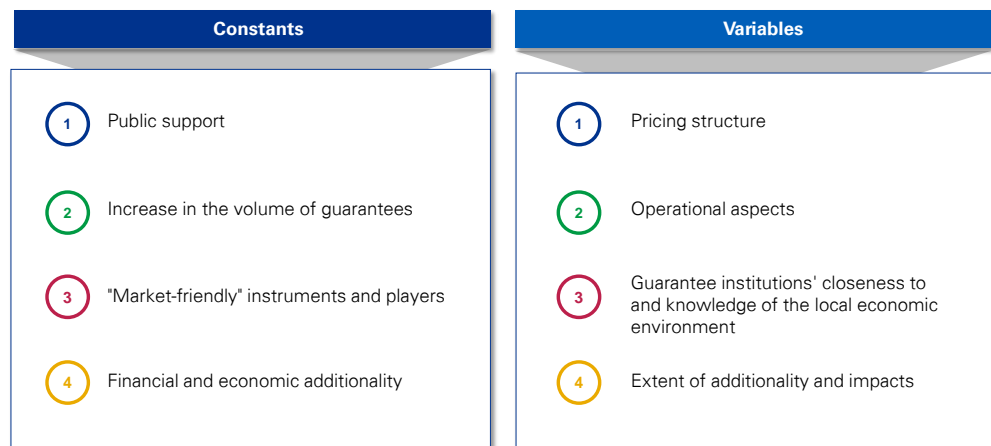 Constants
1 Public support
2 Increase in the volume of guarantees
3 "Market-friendly" instruments and players
4 Financial and economic additionality
Variables
1 Pricing structure
2 Operational aspects
3 Guarantee institutions' closeness to
and knowledge of the local economic
environment
4 Extent of additionality and impacts